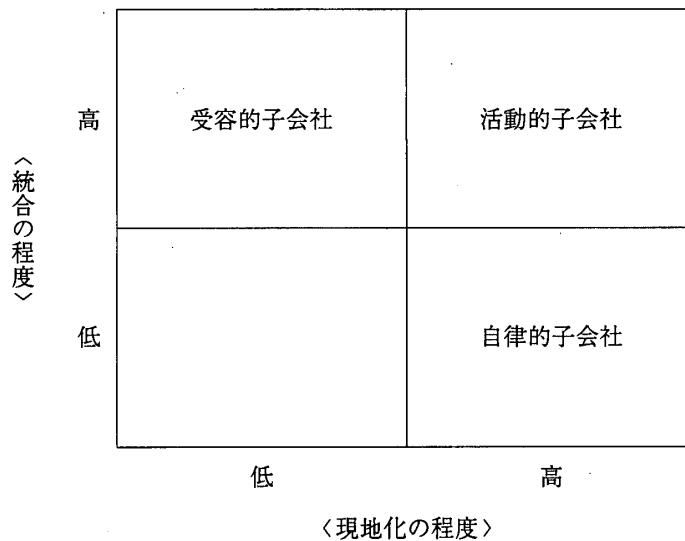 高
受容的子会社
活動的子会社
〈統合の程度〉
低
自律的子会社
低
高
〈現地化の程度〉